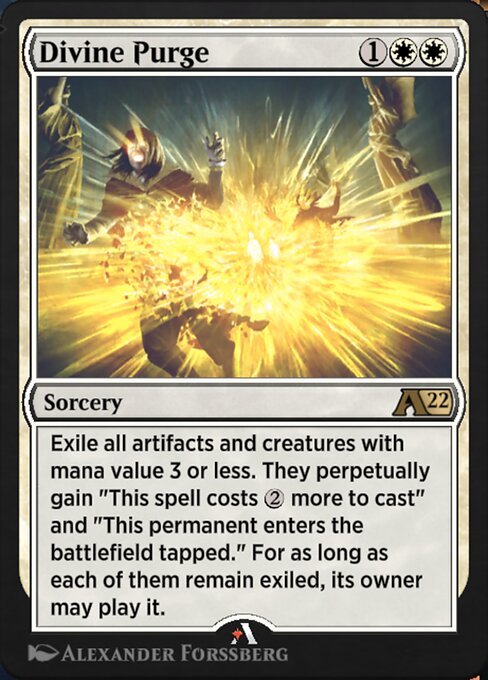 Divine Purge 1
Sorcery 22
Exile all artifacts and creatures with
mana value 3 or less. They perpetually
gain "This spell costs 2 more to cast"
and "This permanent enters the
battlefield tapped." For as long as
each of them remain exiled, its owner
may play it.
Alexander Forssberg